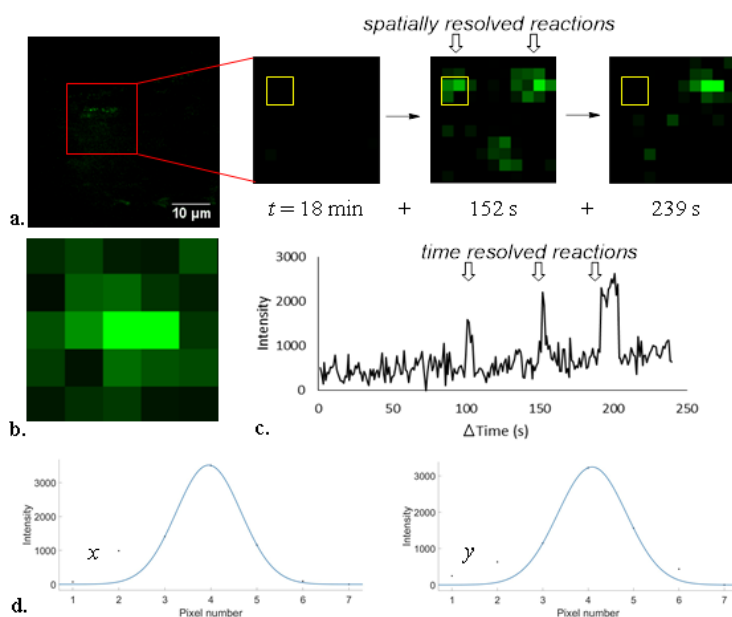 spatially resolved reactions
10 µm
a.
t = 18 min + 152 s + 239 s
b.
time resolved reactions
3000
2000
1000
0
Intensity
0 50 100 150 200 250
ΔTime (s)
c.
3000
2000
1000
0
Intensity
x
1 2 3 4 5 6 7
Pixel number
3000
2000
1000
0
Intensity
y
1 2 3 4 5 6 7
Pixel number
d.